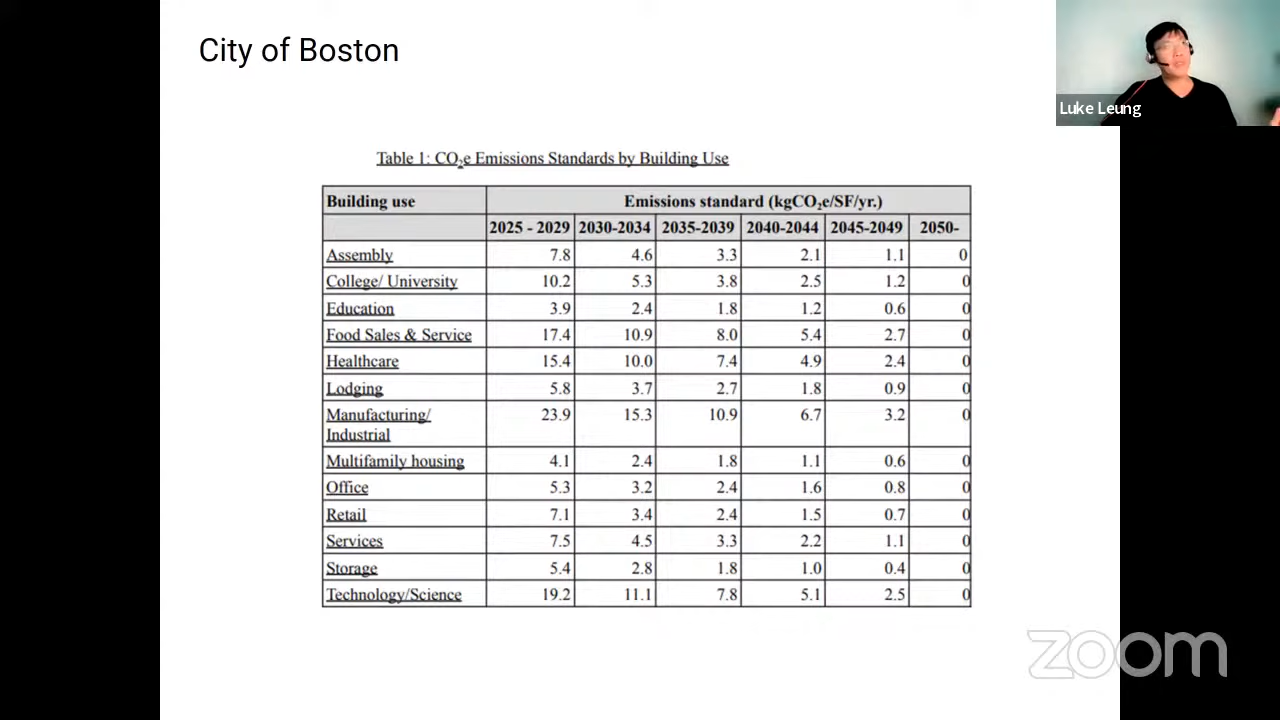 City of Boston
Luke Leung
Table 1: CO2e Emissions Standards by Building Use
Building use Emissions standard (kgCO2e/SF/yr.)
2025 - 2029 2030-2034 2035-2039 2040-2044 2045-2049 2050-
Assembly 7.8 4.6 3.3 2.1 1.1 0
College/ University 10.2 5.3 3.8 2.5 1.2 0
Education 3.9 2.4 1.8 1.2 0.6 0
Food Sales & Service 17.4 10.9 8.0 5.4 2.7 0
Healthcare 15.4 10.0 7.4 4.9 2.4 0
Lodging 5.8 3.7 2.7 1.8 0.9 0
Manufacturing/ 23.9 15.3 10.9 6.7 3.2 0
Industrial
Multifamily housing 4.1 2.4 1.8 1.1 0.6 0
Office 5.3 3.2 2.4 1.6 0.8 0
Retail 7.1 3.4 2.4 1.5 0.7 0
Services 7.5 4.5 3.3 2.2 1.1 0
Storage 5.4 2.8 1.8 1.0 0.4 0
Technology/Science 19.2 11.1 7.8 5.1 2.5 0
zoom